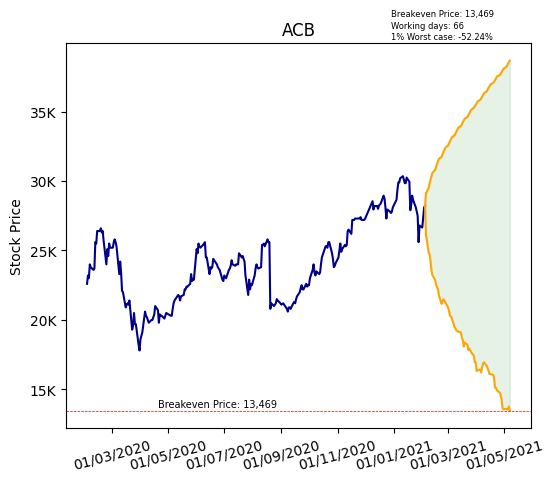 Breakeven Price: 13,469
Working days: 66
1% Worst case: -52.24%
ACB
Stock Price
35K
30K
25K
20K
15K
Breakeven Price: 13,469
01/03/2020
01/05/2020
01/07/2020
01/09/2020
01/11/2020
01/01/2021
01/03/2021
01/05/2021